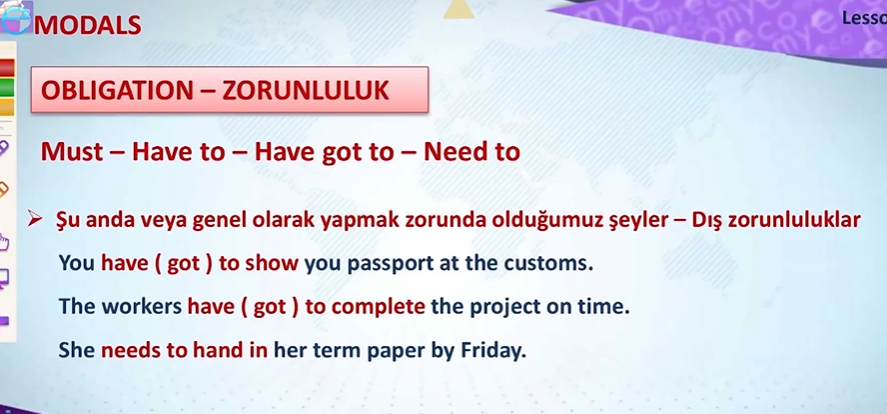 MODALS
Lesso
OBLIGATION – ZORUNLULUK
Must – Have to – Have got to – Need to
➢ Şu anda veya genel olarak yapmak zorunda olduğumuz şeyler – Dış zorunluluklar
You have ( got ) to show you passport at the customs.
The workers have ( got ) to complete the project on time.
She needs to hand in her term paper by Friday.